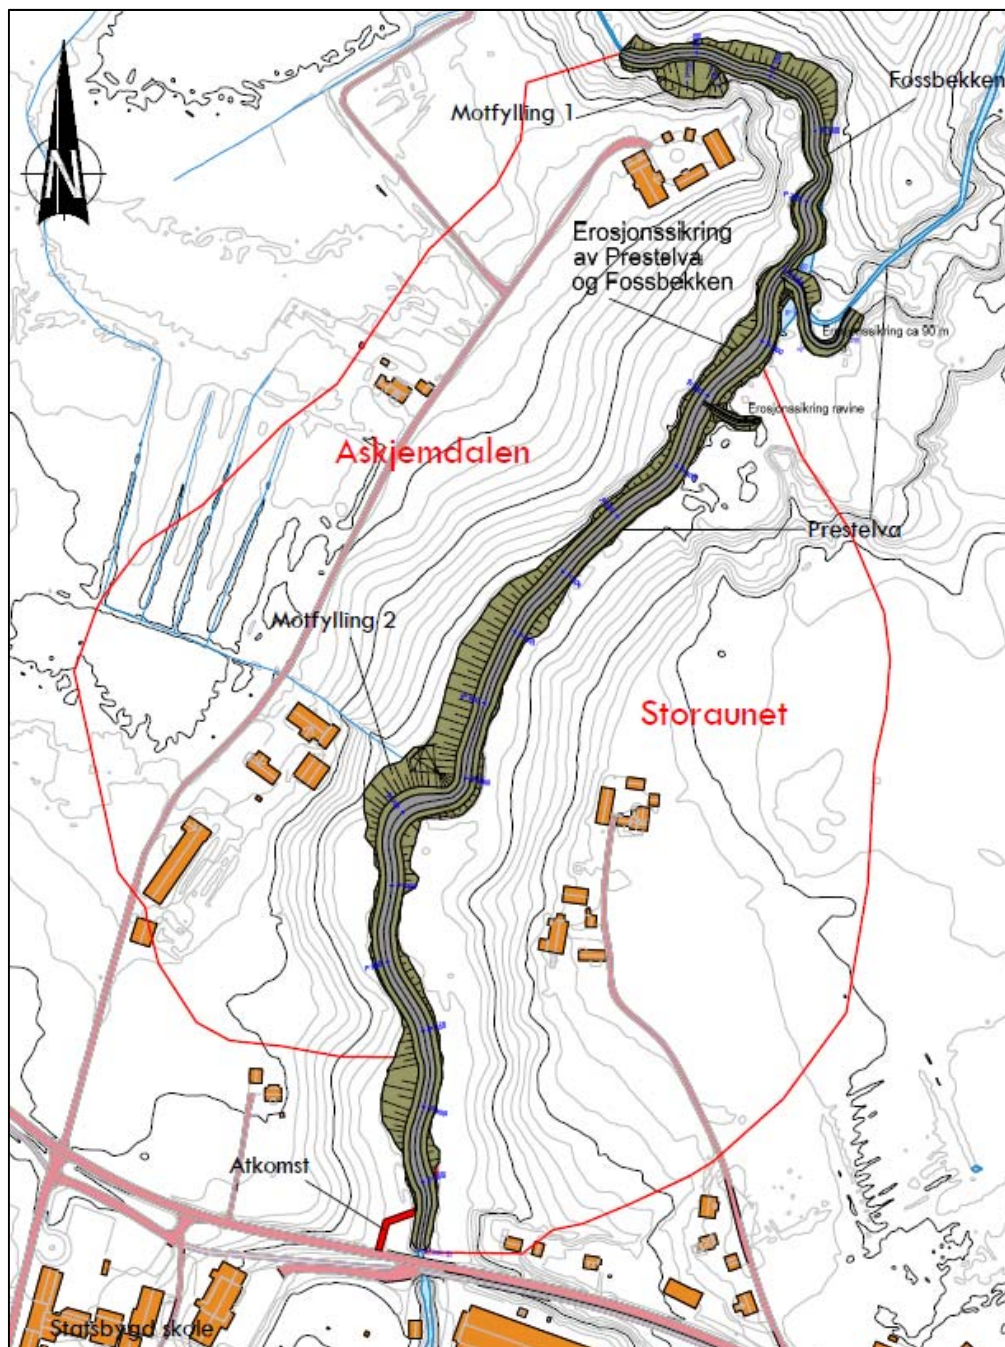 Fossbekken
Motfylling 1
N
Erosjonssikring
av Prestelva
og Fossbekken
Erosjonssikring ca 90 m
Erosjonssikring ravine
Askjemdalen
Prestelva
Motfylling 2
Storaunet
Atkomst
Statsbygd skole